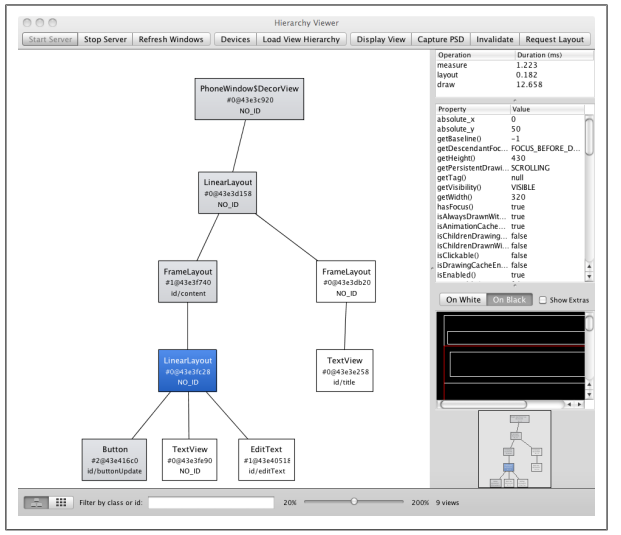 Hierarchy Viewer
Start Server Stop Server Refresh Windows Devices Load View Hierarchy Display View Capture PSD Invalidate Request Layout
PhoneWindow$DecorView
#0@43e3c920
NO_ID
LinearLayout
#0@43e3d158
NO_ID
FrameLayout
#1@43e3f740
id/content
FrameLayout
#0@43e3db20
NO_ID
LinearLayout
#0@43e3fc28
NO_ID
TextView
#0@43e3e258
id/title
Button
#2@43e416c0
id/buttonUpdate
TextView
#0@43e3fe90
NO_ID
EditText
#1@43e40518
id/editText
Operation Duration (ms)
measure 1.223
layout 0.182
draw 12.658
Property Value
absolute_x 0
absolute_y 50
getBaseline() -1
getDescendantFoc... FOCUS_BEFORE_D...
getHeight() 430
getPersistentDrawi... SCROLLING
getTag() null
getVisibility() VISIBLE
getWidth() 320
hasFocus() true
isAlwaysDrawnWit... true
isAnimationCache... true
isChildrenDrawing... false
isChildrenDrawnWi... false
isClickable() false
isDrawingCacheEn... false
isEnabled() true
On White On Black Show Extras
Filter by class or id: 20% 200% 9 views